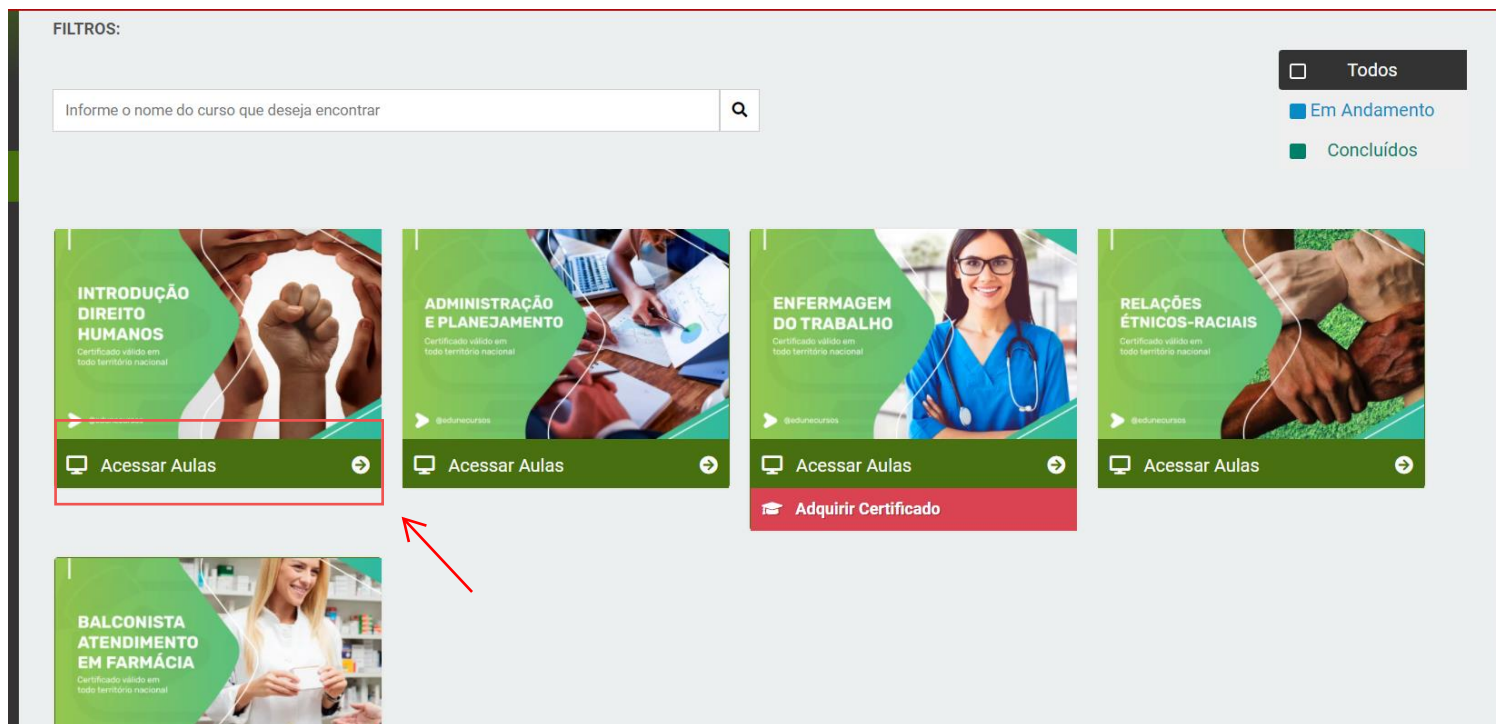 FILTROS:
Todos
Informe o nome do curso que deseja encontrar
Em Andamento
Concluídos
INTRODUÇÃO
DIREITO
HUMANOS
Certificado válido em
todo território nacional
@edunecursos
Acessar Aulas
ADMINISTRAÇÃO
E PLANEJAMENTO
Certificado válido em
todo território nacional
@edunecursos
Acessar Aulas
ENFERMAGEM
DO TRABALHO
Certificado válido em
todo território nacional
@edunecursos
Acessar Aulas
Adquirir Certificado
RELAÇÕES
ÉTNICOS-RACIAIS
Certificado válido em
todo território nacional
@edunecursos
Acessar Aulas
BALCONISTA
ATENDIMENTO
EM FARMÁCIA
Certificado válido em
todo território nacional